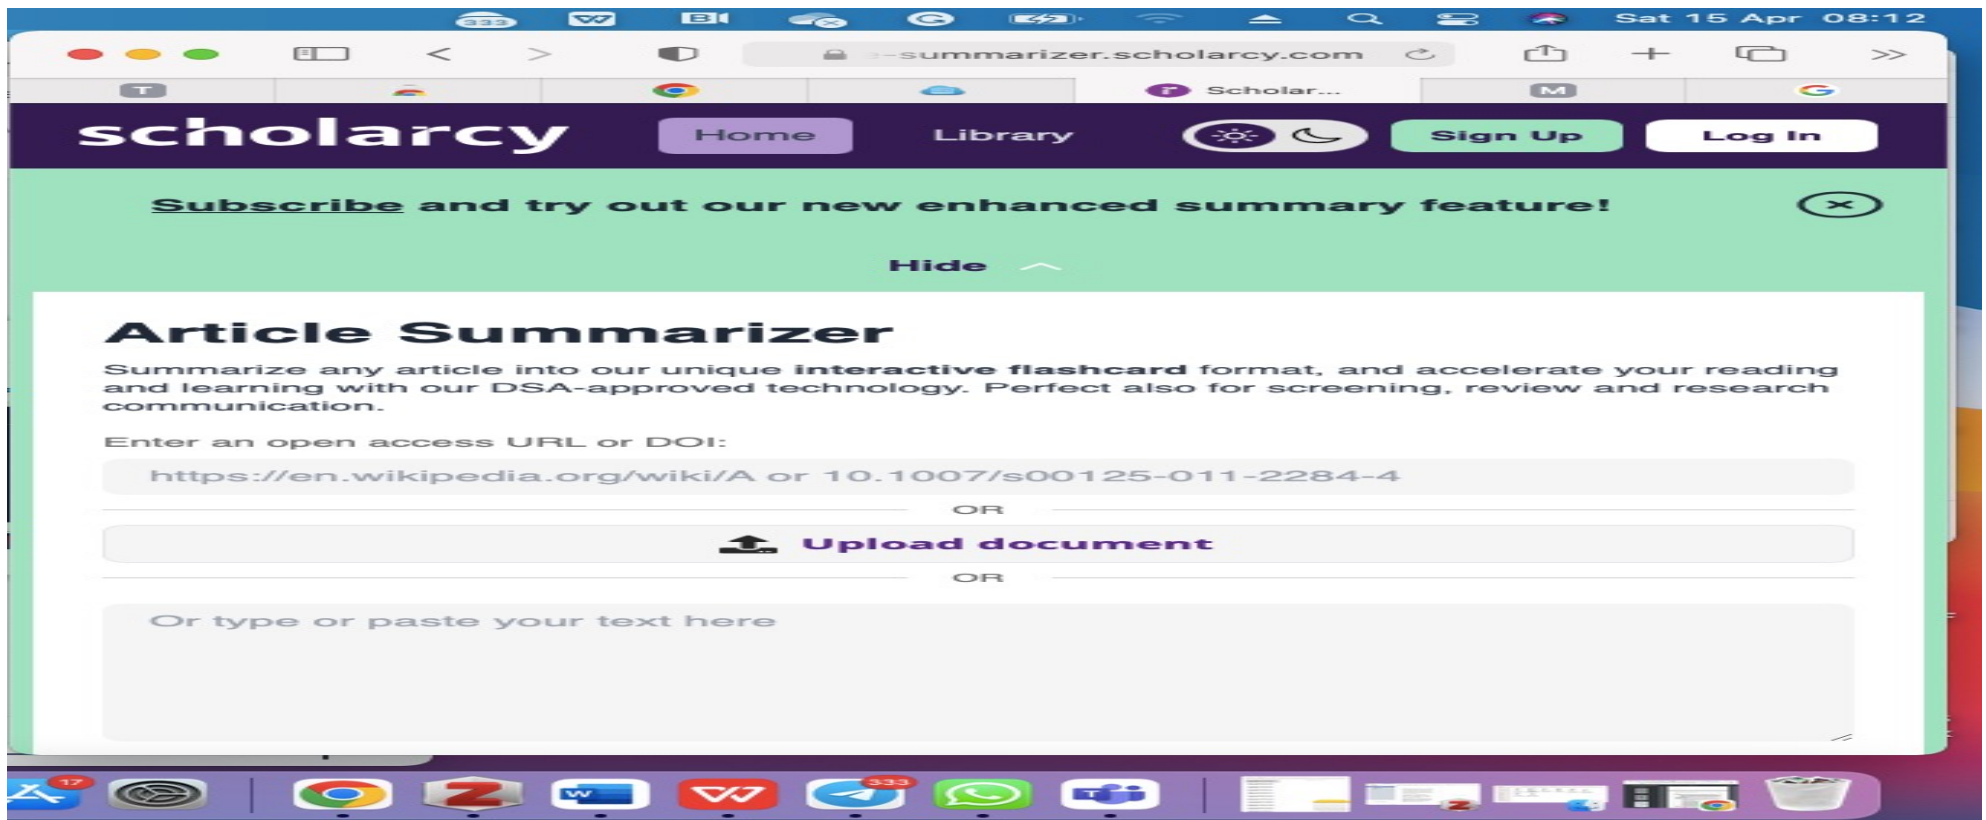 333
Sat 15 Apr 08:12
-summarizer.scholarcy.com
T
Scholar...
M
scholarcy Home Library Sign Up Log In
Subscribe and try out our new enhanced summary feature!
Hide
Article Summarizer
Summarize any article into our unique interactive flashcard format, and accelerate your reading
and learning with our DSA-approved technology. Perfect also for screening, review and research
communication.
Enter an open access URL or DOI:
https://en.wikipedia.org/wiki/A or 10.1007/s00125-011-2284-4
OR
Upload document
OR
Or type or paste your text here
17
333